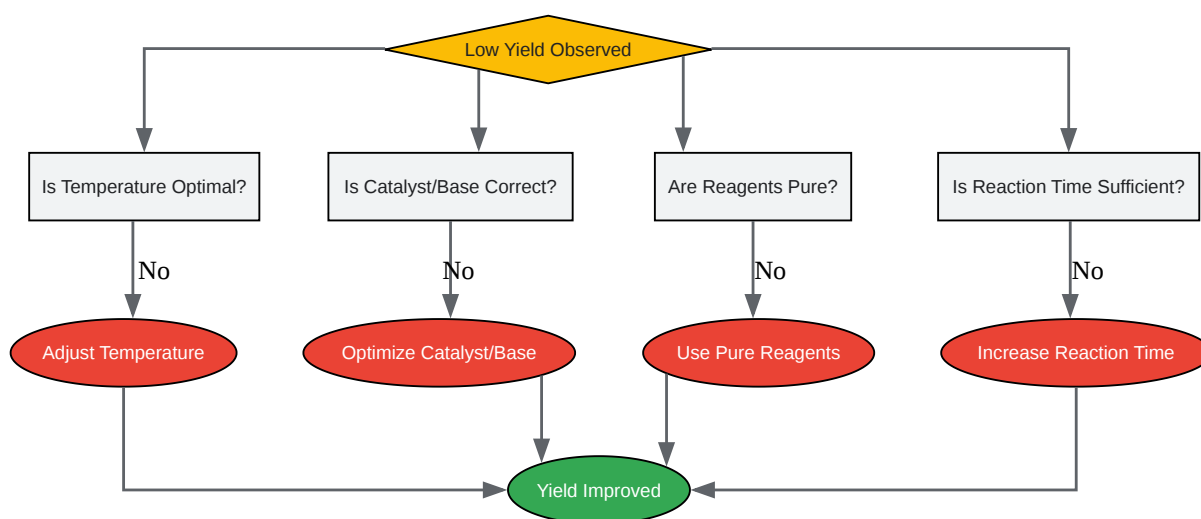 Low Yield Observed
Is Temperature Optimal?
Is Catalyst/Base Correct?
Are Reagents Pure?
Is Reaction Time Sufficient?
No
No
No
No
Adjust Temperature
Optimize Catalyst/Base
Use Pure Reagents
Increase Reaction Time
Yield Improved